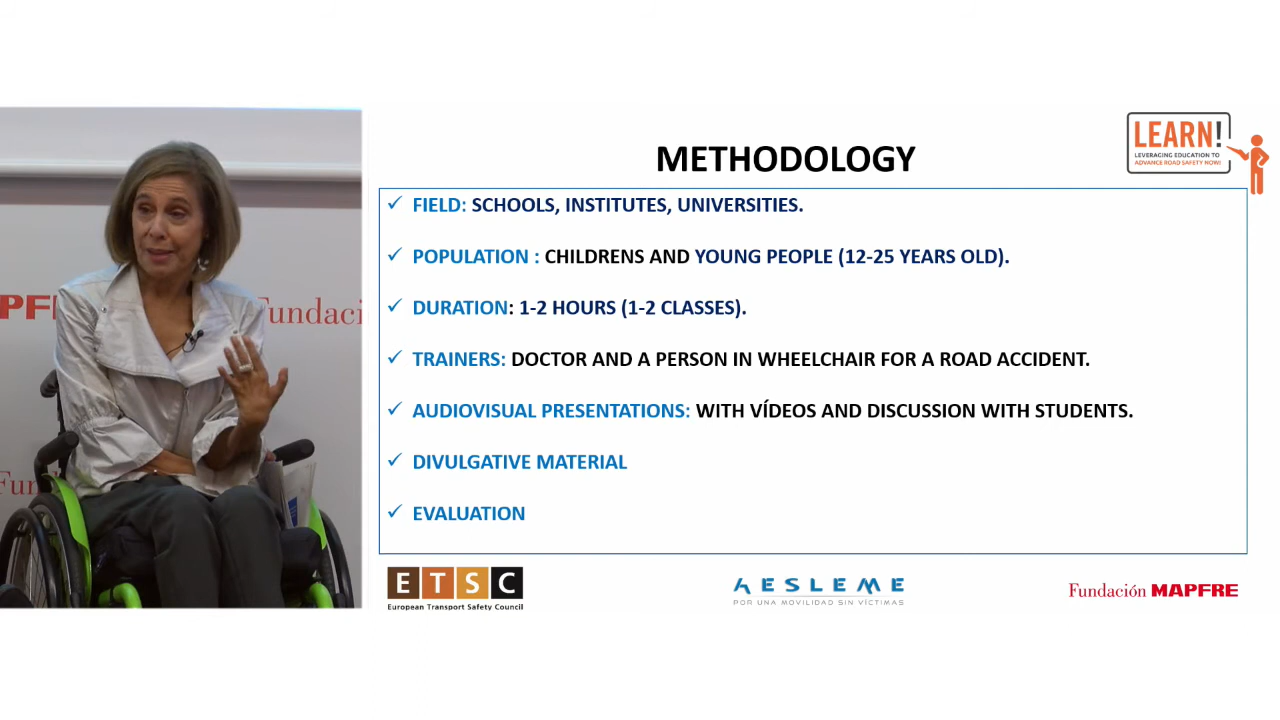 METHODOLOGY
LEARN!
LEVERAGING EDUCATION TO
ADVANCE ROAD SAFETY NOW!
✓ FIELD: SCHOOLS, INSTITUTES, UNIVERSITIES.
✓ POPULATION : CHILDRENS AND YOUNG PEOPLE (12-25 YEARS OLD).
✓ DURATION: 1-2 HOURS (1-2 CLASSES).
✓ TRAINERS: DOCTOR AND A PERSON IN WHEELCHAIR FOR A ROAD ACCIDENT.
✓ AUDIOVISUAL PRESENTATIONS: WITH VÍDEOS AND DISCUSSION WITH STUDENTS.
✓ DIVULGATIVE MATERIAL
✓ EVALUATION
PF
Fundaci
Fun
ETSC
European Transport Safety Council
AESLEME
POR UNA MOVILIDAD SIN VÍCTIMAS
Fundación MAPFRE